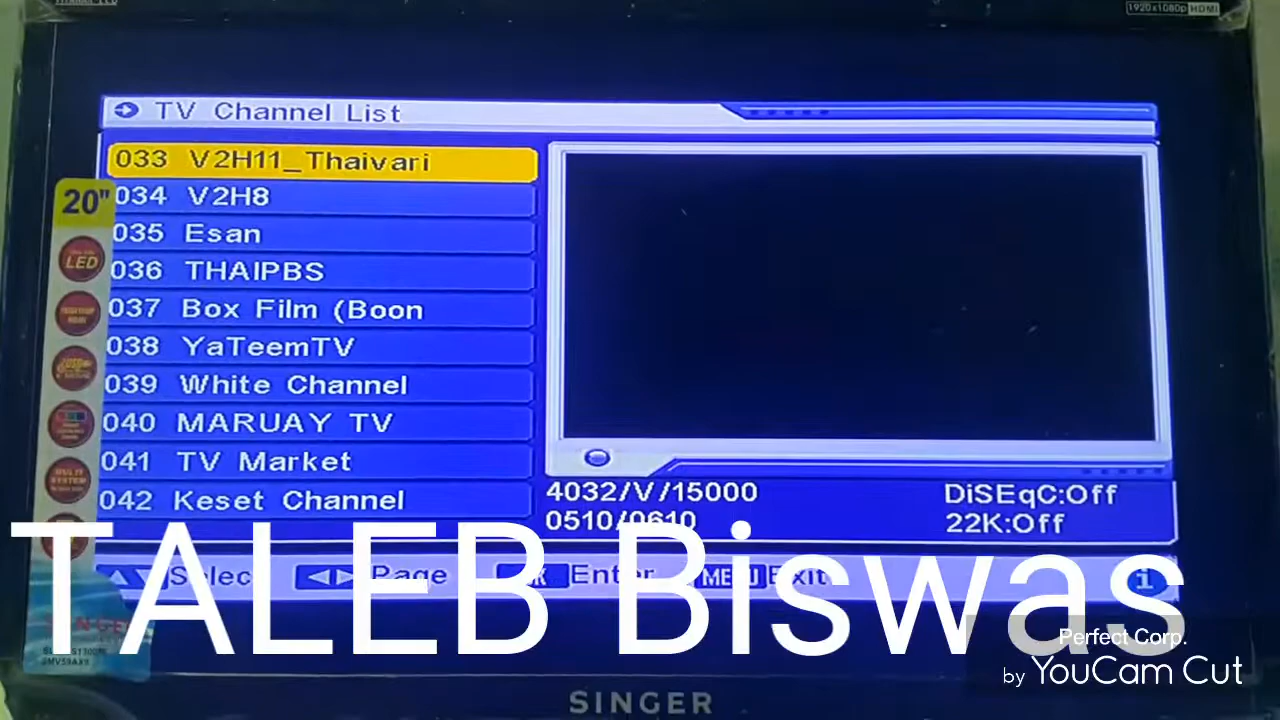 1920x1080p HDMI
TV Channel List
033 V2H11_Thaivari
034 V2H8
035 Esan
036 THAIPBS
037 Box Film (Boon
038 YaTeemTV
039 White Channel
040 MARUAY TV
041 TV Market
042 Keset Channel
20"
LED
4032/V/15000
0510/0610
DiSEqC:Off
22K:Off
Select
Page
OK Enter
MENU Exit
i
TALEB Biswas
SINGER
Perfect Corp.
by YouCam Cut
SINGER